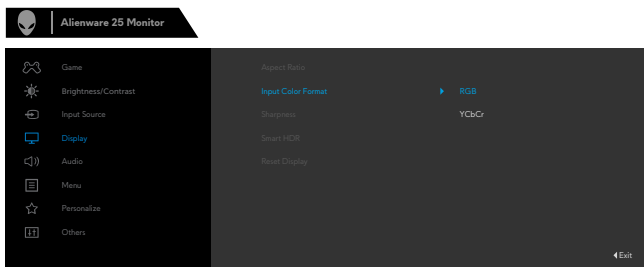 Alienware 25 Monitor
Game
Brightness/Contrast
Input Source
Display
Audio
Menu
Personalize
Others
Aspect Ratio
Input Color Format
RGB
Sharpness
YCbCr
Smart HDR
Reset Display
Exit